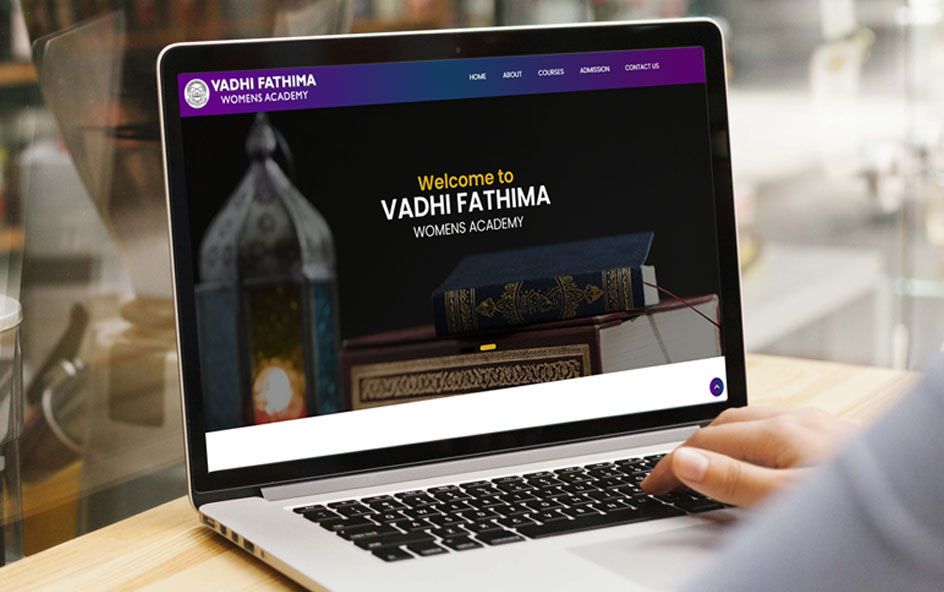 VADHI FATHIMA
WOMENS ACADEMY
HOME
ABOUT
COURSES
ADMISSION
CONTACT US
Welcome to
VADHI FATHIMA
WOMENS ACADEMY